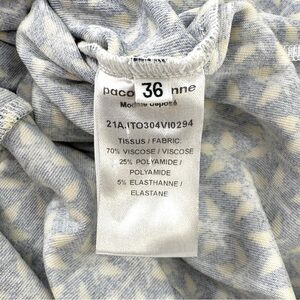 paco 36 nne
Modèle déposé
21A.ITO304VI0294
TISSUS / FABRIC:
70% VISCOSE / VISCOSE
25% POLYAMIDE /
POLYAMIDE
5% ELASTHANNE /
ELASTANE